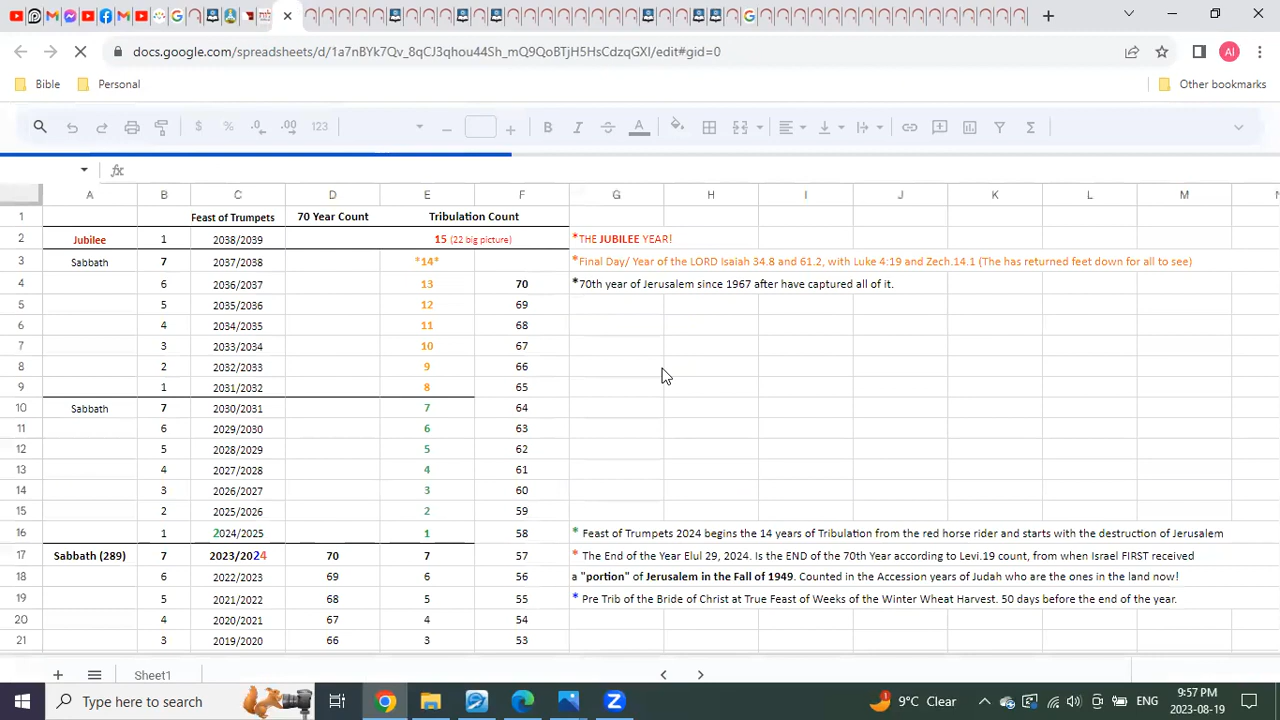 docs.google.com/spreadsheets/d/1a7nBYk7Qv_8qCJ3qhou44Sh_mQ9QoBTjH5HsCdzqGXI/edit#gid=0
AI
Bible Personal Other bookmarks
$ % .0 .00 123 B I A Σ
fx
A B C D E F G H I J K L M N
1 Feast of Trumpets 70 Year Count Tribulation Count
2 Jubilee 1 2038/2039 15 (22 big picture) *THE JUBILEE YEAR!
3 Sabbath 7 2037/2038 *14* *Final Day/ Year of the LORD Isaiah 34.8 and 61.2, with Luke 4:19 and Zech.14.1 (The has returned feet down for all to see)
4 6 2036/2037 13 70 *70th year of Jerusalem since 1967 after have captured all of it.
5 5 2035/2036 12 69
6 4 2034/2035 11 68
7 3 2033/2034 10 67
8 2 2032/2033 9 66
9 1 2031/2032 8 65
10 Sabbath 7 2030/2031 7 64
11 6 2029/2030 6 63
12 5 2028/2029 5 62
13 4 2027/2028 4 61
14 3 2026/2027 3 60
15 2 2025/2026 2 59
16 1 2024/2025 1 58 * Feast of Trumpets 2024 begins the 14 years of Tribulation from the red horse rider and starts with the destruction of Jerusalem
17 Sabbath (289) 7 2023/2024 70 7 57 * The End of the Year Elul 29, 2024. Is the END of the 70th Year according to Levi.19 count, from when Israel FIRST received
18 6 2022/2023 69 6 56 a "portion" of Jerusalem in the Fall of 1949. Counted in the Accession years of Judah who are the ones in the land now!
19 5 2021/2022 68 5 55 * Pre Trib of the Bride of Christ at True Feast of Weeks of the Winter Wheat Harvest. 50 days before the end of the year.
20 4 2020/2021 67 4 54
21 3 2019/2020 66 3 53
Sheet1
Type here to search
1 9°C Clear ENG 9:57 PM
2023-08-19